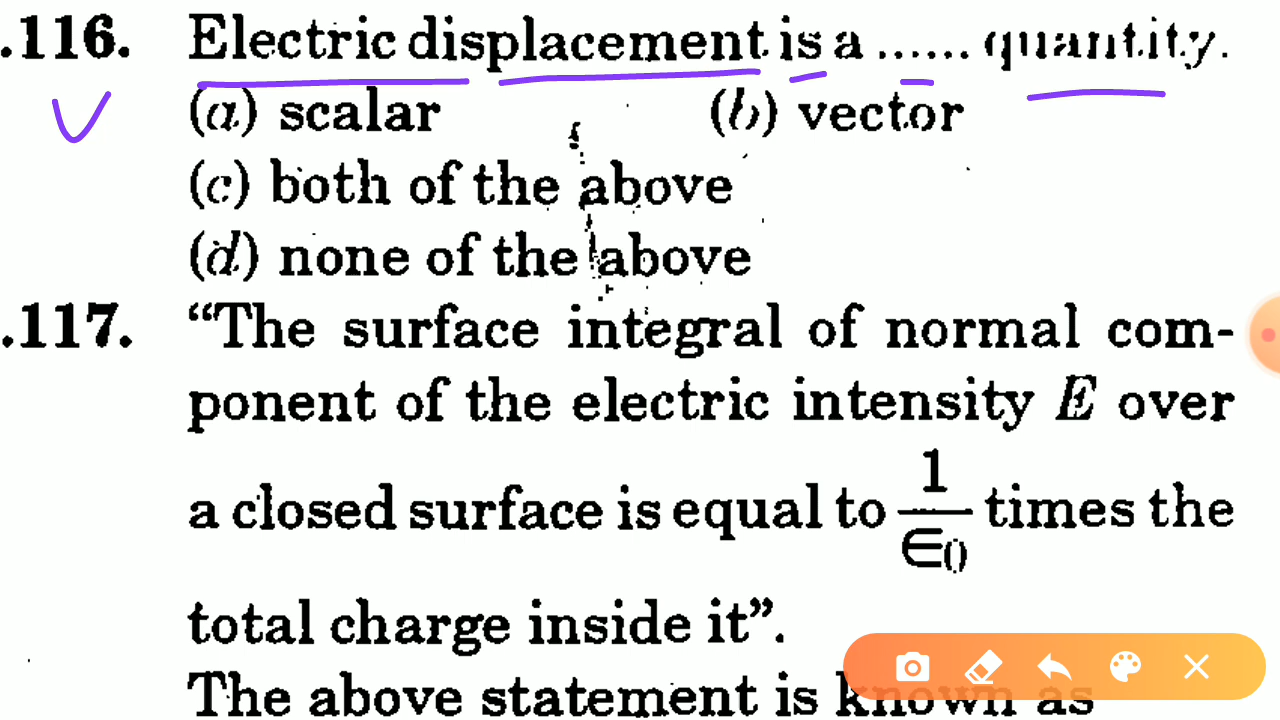 .116. Electric displacement is a ...... quantity.
(a) scalar (b) vector
(c) both of the above
(d) none of the above
.117. “The surface integral of normal com-
ponent of the electric intensity E over
a closed surface is equal to 1/∈0 times the
total charge inside it”.
The above statement is known as